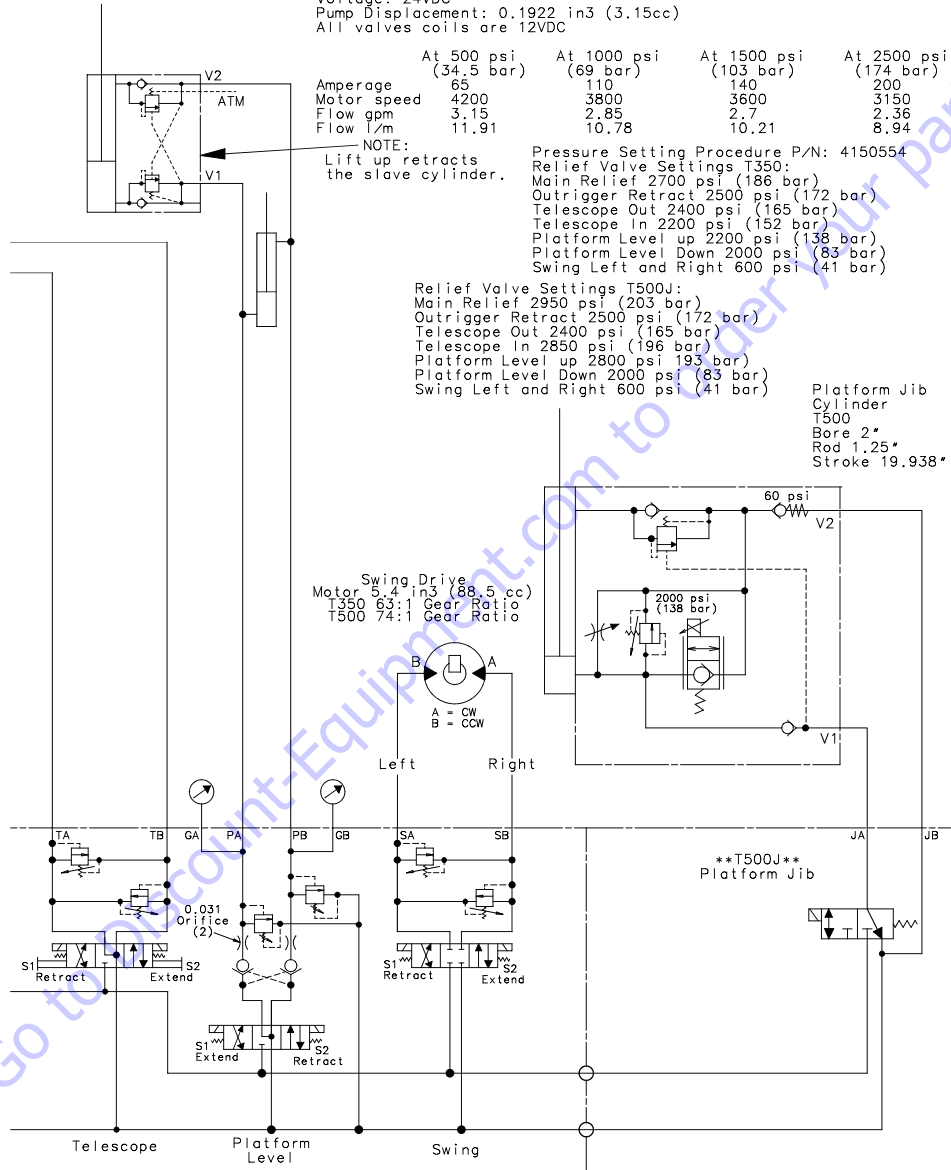 Voltage: 24VDC
Pump Displacement: 0.1922 in3 (3.15cc)
All valves coils are 12VDC
At 500 psi At 1000 psi At 1500 psi At 2500 psi
(34.5 bar) (69 bar) (103 bar) (174 bar)
Amperage 65 110 140 200
Motor speed 4200 3800 3600 3150
Flow gpm 3.15 2.85 2.7 2.36
Flow l/m 11.91 10.78 10.21 8.94
V2
ATM
NOTE:
Lift up retracts
the slave cylinder.
V1
Pressure Setting Procedure P/N: 4150554
Relief Valve Settings T350:
Main Relief 2700 psi (186 bar)
Outrigger Retract 2500 psi (172 bar)
Telescope Out 2400 psi (165 bar)
Telescope In 2200 psi (152 bar)
Platform Level up 2200 psi (138 bar)
Platform Level Down 2000 psi (83 bar)
Swing Left and Right 600 psi (41 bar)
Relief Valve Settings T500J:
Main Relief 2950 psi (203 bar)
Outrigger Retract 2500 psi (172 bar)
Telescope Out 2400 psi (165 bar)
Telescope In 2850 psi (196 bar)
Platform Level up 2800 psi 193 bar)
Platform Level Down 2000 psi (83 bar)
Swing Left and Right 600 psi (41 bar)
Platform Jib
Cylinder
T500
Bore 2"
Rod 1.25"
Stroke 19.938"
60 psi
V2
2000 psi
(138 bar)
V1
Swing Drive
Motor 5.4 in3 (88.5 cc)
T350 63:1 Gear Ratio
T500 74:1 Gear Ratio
B A
A = CW
B = CCW
Left Right
TA TB GA PA PB GB SA SB JA JB
**T500J**
Platform Jib
0.031
Orifice
(2)
S1 S2
Retract Extend
S1 S2
Extend Retract
S1 S2
Retract Extend
Telescope
Platform
Level
Swing
Go to Discount-Equipment.com to order your par